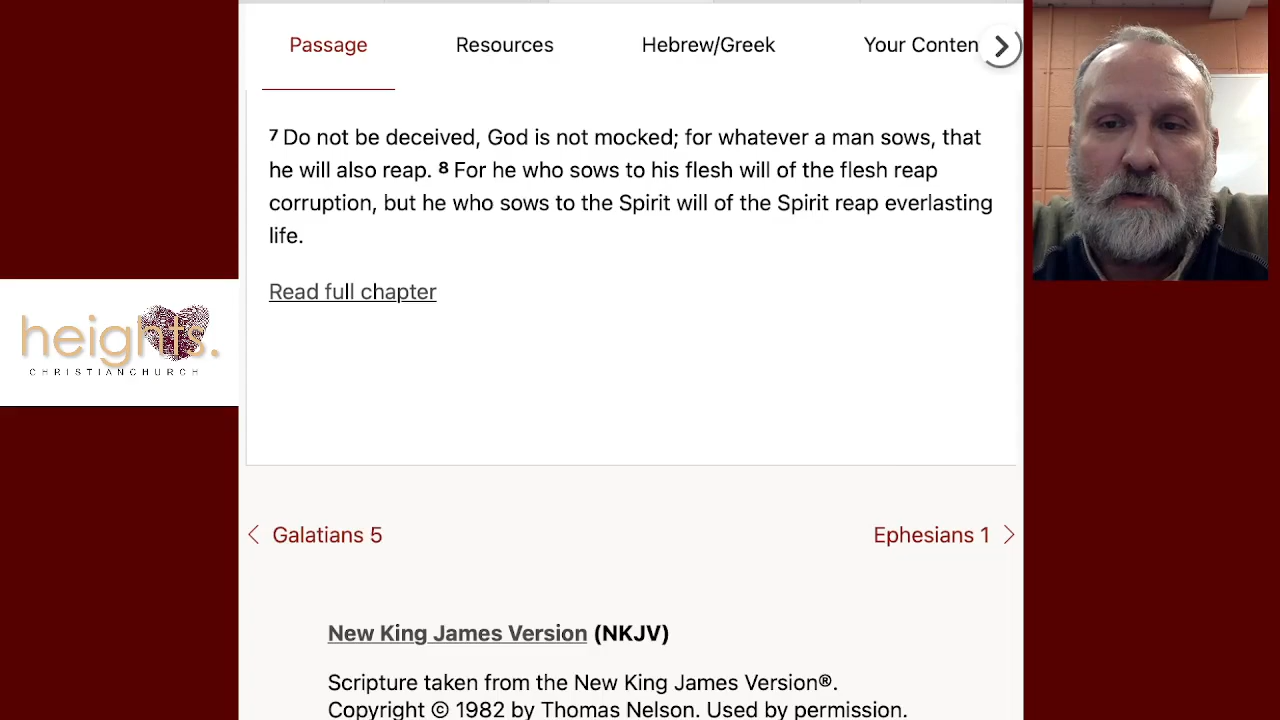 Passage
Resources
Hebrew/Greek
Your Conten
7 Do not be deceived, God is not mocked; for whatever a man sows, that
he will also reap. 8 For he who sows to his flesh will of the flesh reap
corruption, but he who sows to the Spirit will of the Spirit reap everlasting
life.
Read full chapter
heights.
CHRISTIANCHURCH
Galatians 5
Ephesians 1
New King James Version (NKJV)
Scripture taken from the New King James Version®.
Copyright © 1982 by Thomas Nelson. Used by permission.